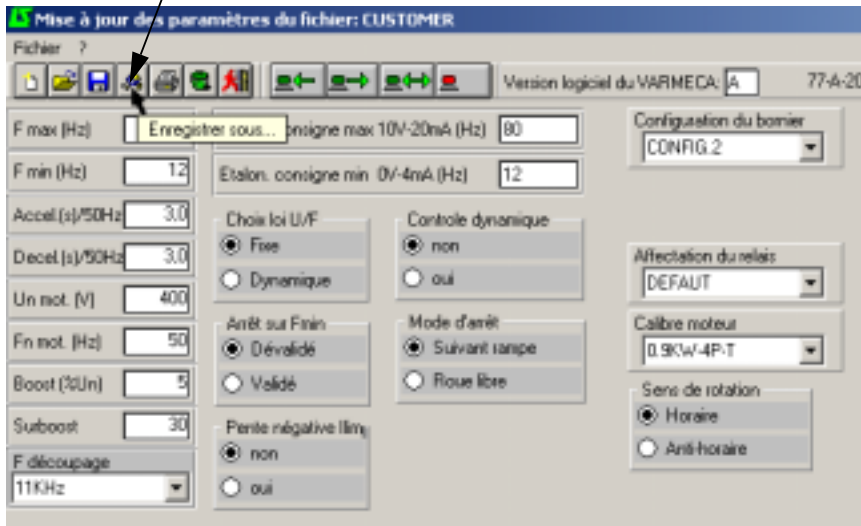 Mise à jour des paramètres du fichier: CUSTOMER
Fichier ?
Version logiciel du VARMECA: A 77-A-20
F max (Hz)
Enregistrer sous...
consigne max 10V-20mA (Hz) 80
Configuration du bornier
CONFIG.2
F min (Hz) 12
Etalon. consigne min 0V-4mA (Hz) 12
Accel.(s)/50Hz 3.0
Decel.(s)/50Hz 3.0
Un mot. (V) 400
Fn mot. (Hz) 50
Boost (%Un) 5
Surboost 30
F découpage
11KHz
Choix loi U/F
Fixe
Dynamique
Arrêt sur Fmin
Dévalidé
Validé
Pente négative Ilim
non
oui
Controle dynamique
non
oui
Mode d'arrêt
Suivant rampe
Roue libre
Affectation du relais
DEFAUT
Calibre moteur
0.9KW-4P-T
Sens de rotation
Horaire
Anti-horaire